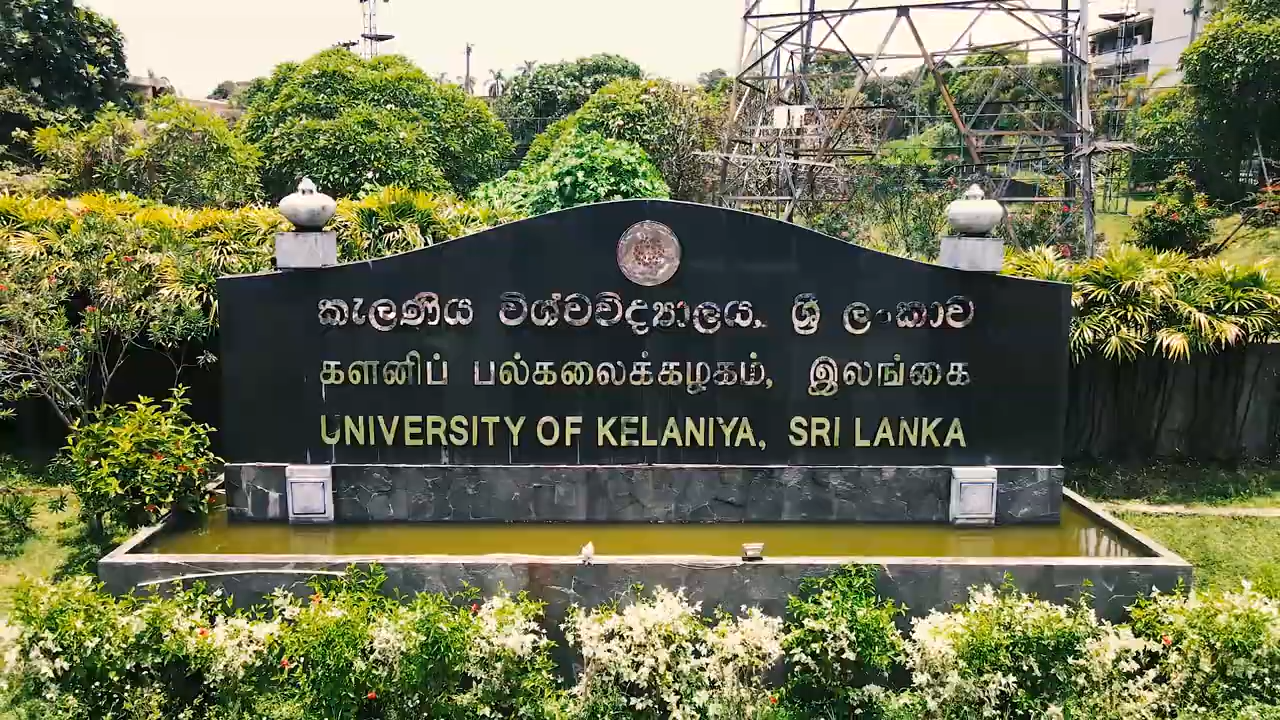 කැලණිය විශ්වවිද්‍යාලය, ශ්‍රී ලංකාව
களனிப் பல்கலைக்கழகம், இலங்கை
UNIVERSITY OF KELANIYA, SRI LANKA